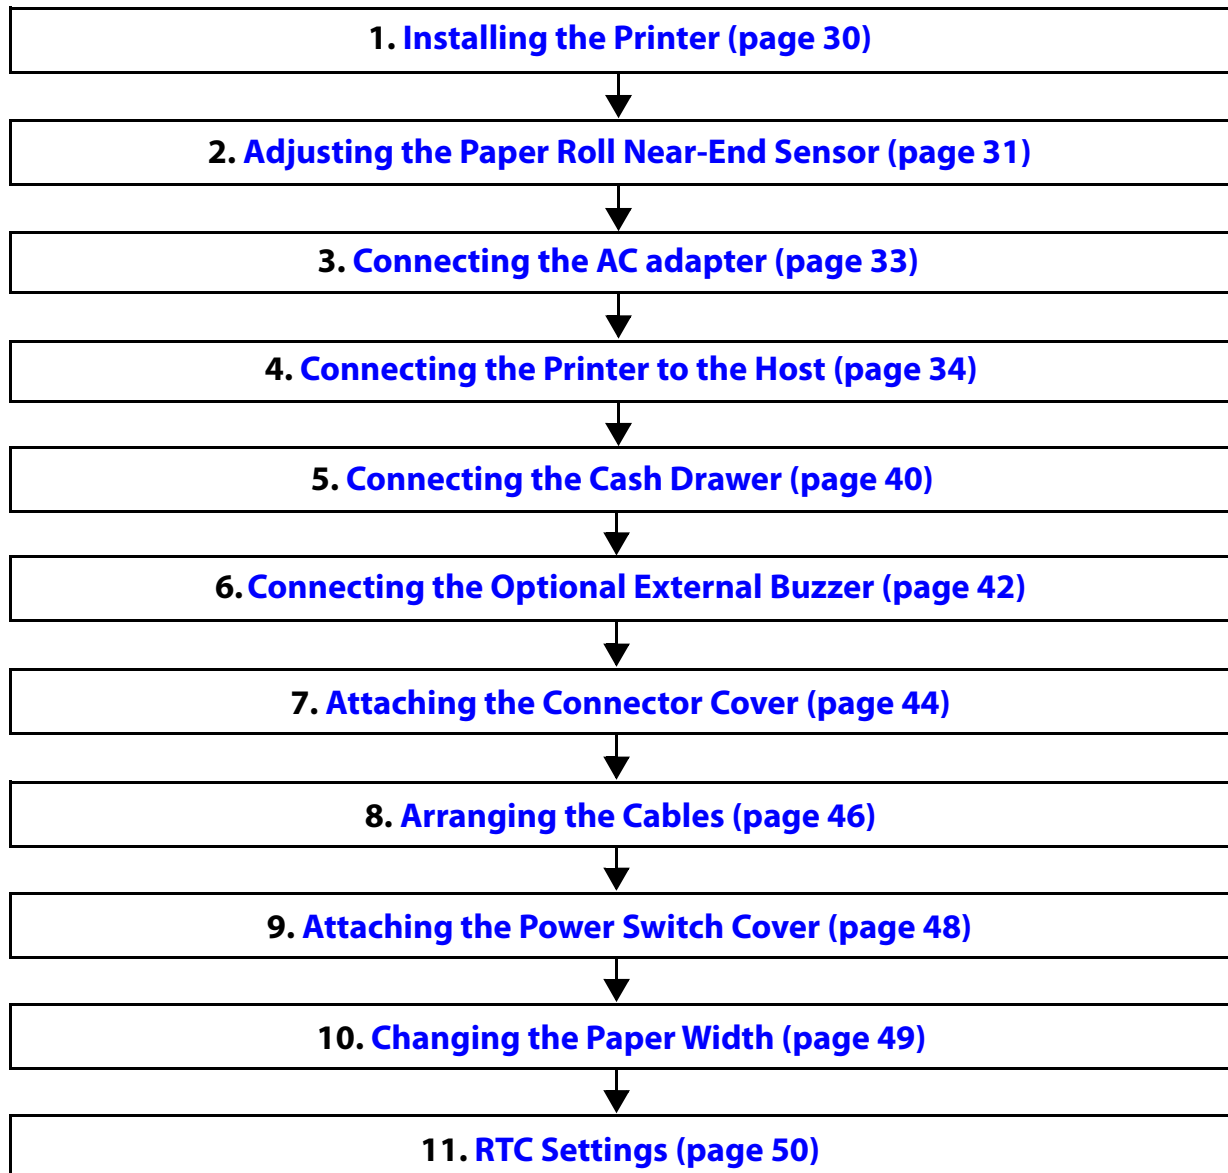 1. Installing the Printer (page 30)
2. Adjusting the Paper Roll Near-End Sensor (page 31)
3. Connecting the AC adapter (page 33)
4. Connecting the Printer to the Host (page 34)
5. Connecting the Cash Drawer (page 40)
6. Connecting the Optional External Buzzer (page 42)
7. Attaching the Connector Cover (page 44)
8. Arranging the Cables (page 46)
9. Attaching the Power Switch Cover (page 48)
10. Changing the Paper Width (page 49)
11. RTC Settings (page 50)